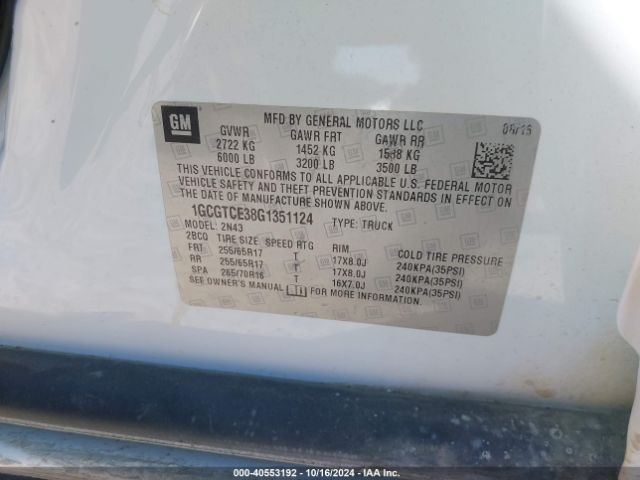 GM
MFD BY GENERAL MOTORS LLC 05/16
GVWR GAWR FRT GAWR RR
2722 KG 1452 KG 1588 KG
6000 LB 3200 LB 3500 LB
THIS VEHICLE CONFORMS TO ALL APPLICABLE U.S. FEDERAL MOTOR
VEHICLE SAFETY AND THEFT PREVENTION STANDARDS IN EFFECT ON
THE DATE OF MANUFACTURE SHOWN ABOVE.
1GCGTCE38G1351124 TYPE: TRUCK
MODEL: 2N43
2BCQ TIRE SIZE SPEED RTG RIM COLD TIRE PRESSURE
FRT 255/65R17 T 17X8.0J 240KPA(35PSI)
RR 255/65R17 T 17X8.0J 240KPA(35PSI)
SPA 265/70R16 T 16X7.0J 240KPA(35PSI)
SEE OWNER'S MANUAL FOR MORE INFORMATION.
000-40553192 - 10/16/2024 - IAA Inc.